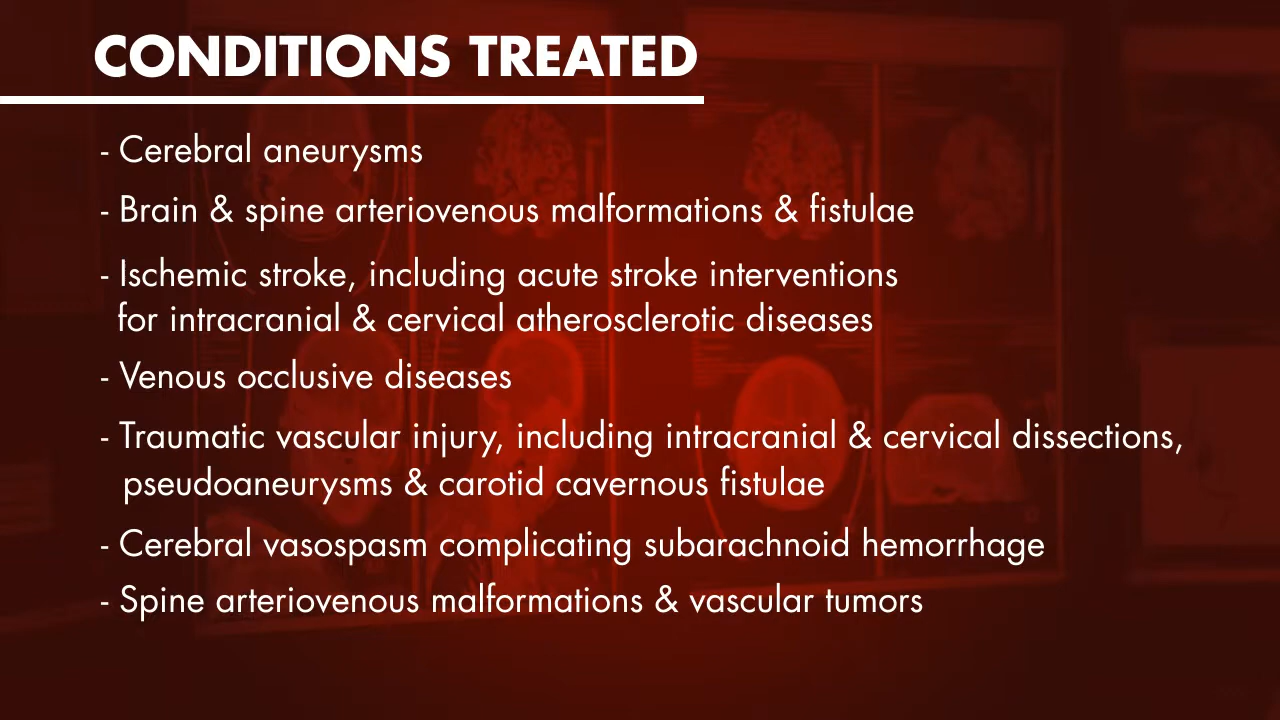 CONDITIONS TREATED
- Cerebral aneurysms
- Brain & spine arteriovenous malformations & fistulae
- Ischemic stroke, including acute stroke interventions
for intracranial & cervical atherosclerotic diseases
- Venous occlusive diseases
- Traumatic vascular injury, including intracranial & cervical dissections,
pseudoaneurysms & carotid cavernous fistulae
- Cerebral vasospasm complicating subarachnoid hemorrhage
- Spine arteriovenous malformations & vascular tumors